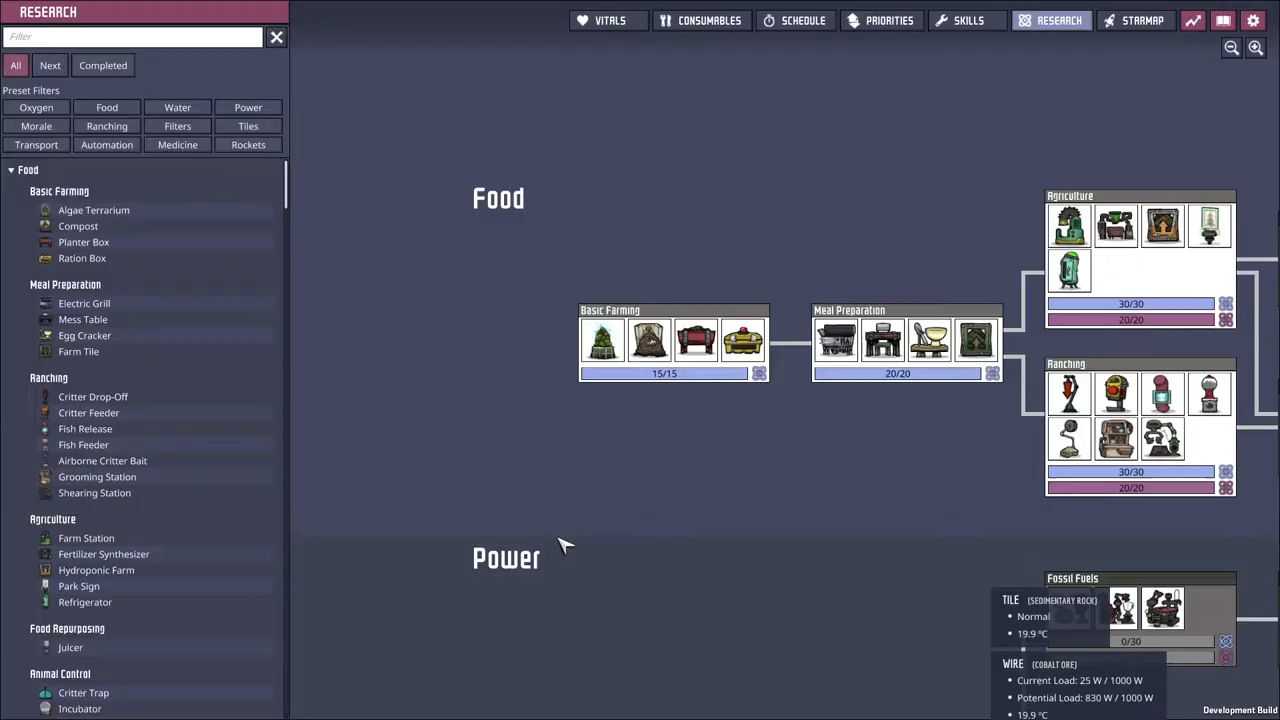 RESEARCH
VITALS
CONSUMABLES
SCHEDULE
PRIORITIES
SKILLS
RESEARCH
STARMAP
Filter
All
Next
Completed
Preset Filters
Oxygen
Food
Water
Power
Morale
Ranching
Filters
Tiles
Transport
Automation
Medicine
Rockets
Food
Basic Farming
Algae Terrarium
Compost
Planter Box
Ration Box
Meal Preparation
Electric Grill
Mess Table
Egg Cracker
Farm Tile
Ranching
Critter Drop-Off
Critter Feeder
Fish Release
Fish Feeder
Airborne Critter Bait
Grooming Station
Shearing Station
Agriculture
Farm Station
Fertilizer Synthesizer
Hydroponic Farm
Park Sign
Refrigerator
Food Repurposing
Juicer
Animal Control
Critter Trap
Incubator
Food
Basic Farming
15/15
Meal Preparation
20/20
Agriculture
30/30
20/20
Ranching
30/30
20/20
Power
Fossil Fuels
0/30
TILE (SEDIMENTARY ROCK)
• Normal
• 19.9 ºC
WIRE (COBALT ORE)
• Current Load: 25 W / 1000 W
• Potential Load: 830 W / 1000 W
• 19.9 ºC
Development Build